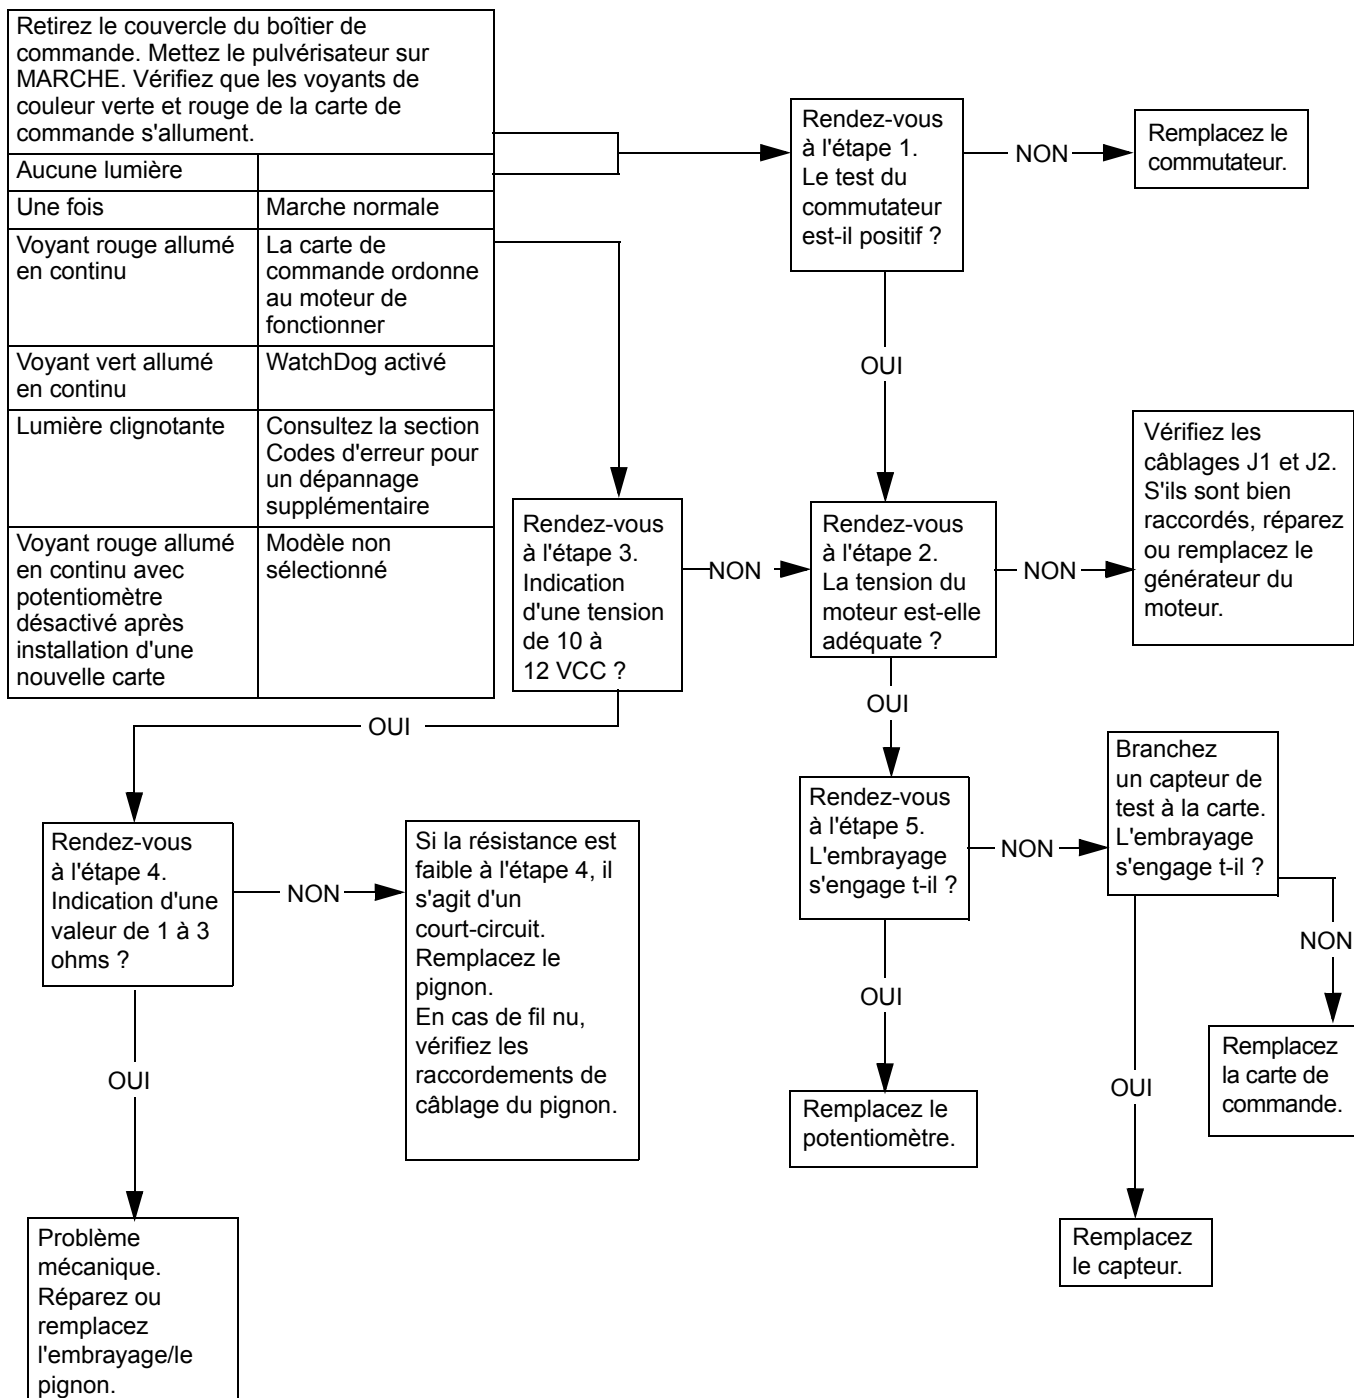 Retirez le couvercle du boîtier de
commande. Mettez le pulvérisateur sur
MARCHE. Vérifiez que les voyants de
couleur verte et rouge de la carte de
commande s'allument.
Aucune lumière
Une fois
Marche normale
Voyant rouge allumé
en continu
La carte de
commande ordonne
au moteur de
fonctionner
Voyant vert allumé
en continu
WatchDog activé
Lumière clignotante
Consultez la section
Codes d'erreur pour
un dépannage
supplémentaire
Voyant rouge allumé
en continu avec
potentiomètre
désactivé après
installation d'une
nouvelle carte
Modèle non
sélectionné
Rendez-vous
à l'étape 1.
Le test du
commutateur
est-il positif ?
NON
Remplacez le
commutateur.
OUI
Rendez-vous
à l'étape 3.
Indication
d'une tension
de 10 à
12 VCC ?
NON
Rendez-vous
à l'étape 2.
La tension du
moteur est-elle
adéquate ?
NON
Vérifiez les
câblages J1 et J2.
S'ils sont bien
raccordés, réparez
ou remplacez le
générateur du
moteur.
OUI
OUI
Rendez-vous
à l'étape 4.
Indication d'une
valeur de 1 à 3
ohms ?
NON
Si la résistance est
faible à l'étape 4, il
s'agit d'un
court-circuit.
Remplacez le
pignon.
En cas de fil nu,
vérifiez les
raccordements de
câblage du pignon.
Rendez-vous
à l'étape 5.
L'embrayage
s'engage t-il ?
NON
Branchez
un capteur de
test à la carte.
L'embrayage
s'engage t-il ?
NON
OUI
OUI
OUI
Remplacez
la carte de
commande.
Remplacez le
potentiomètre.
Remplacez
le capteur.
Problème
mécanique.
Réparez ou
remplacez
l'embrayage/le
pignon.